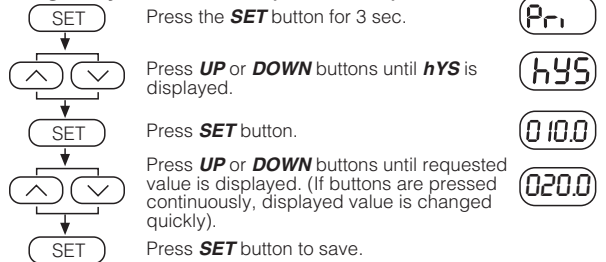 SET
Press the SET button for 3 sec.
Pri
Press UP or DOWN buttons until hYS is
displayed.
hYS
SET
Press SET button.
010.0
Press UP or DOWN buttons until requested
value is displayed. (If buttons are pressed
continuously, displayed value is changed
quickly).
020.0
SET
Press SET button to save.